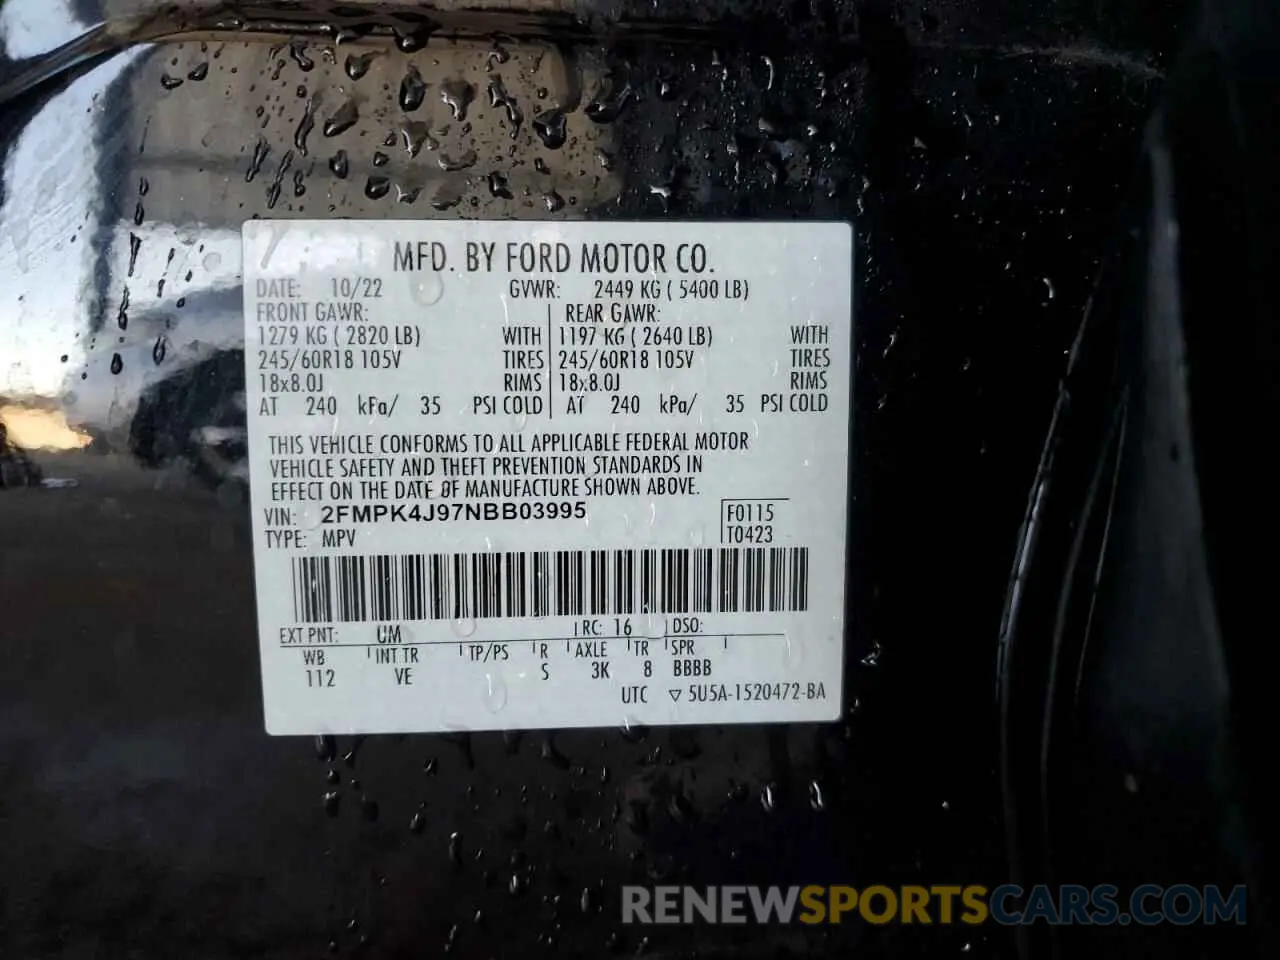 MFD. BY FORD MOTOR CO.
DATE: 10/22 GVWR: 2449 KG ( 5400 LB)
FRONT GAWR: REAR GAWR:
1279 KG ( 2820 LB) WITH 1197 KG ( 2640 LB) WITH
245/60R18 105V TIRES 245/60R18 105V TIRES
18x8.0J RIMS 18x8.0J RIMS
AT 240 kPa/ 35 PSI COLD AT 240 kPa/ 35 PSI COLD
THIS VEHICLE CONFORMS TO ALL APPLICABLE FEDERAL MOTOR
VEHICLE SAFETY AND THEFT PREVENTION STANDARDS IN
EFFECT ON THE DATE OF MANUFACTURE SHOWN ABOVE.
VIN: 2FMPK4J97NBB03995 F0115
TYPE: MPV T0423
EXT PNT: UM RC: 16 DSO:
WB INT TR TP/PS R AXLE TR SPR
112 VE S 3K 8 BBBB
UTC ▽ 5U5A-1520472-BA
RENEWSPORTSCARS.COM